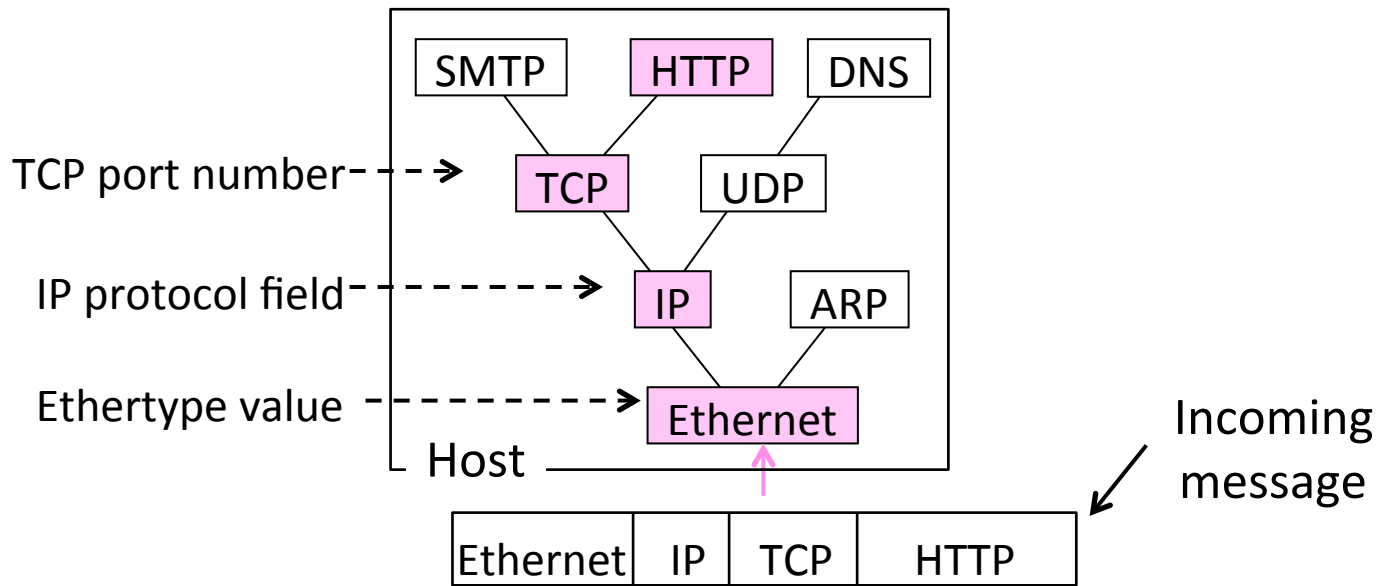 SMTP HTTP DNS
TCP port number TCP UDP
IP protocol field IP ARP
Ethertype value Ethernet
Host
Incoming
message
Ethernet IP TCP HTTP